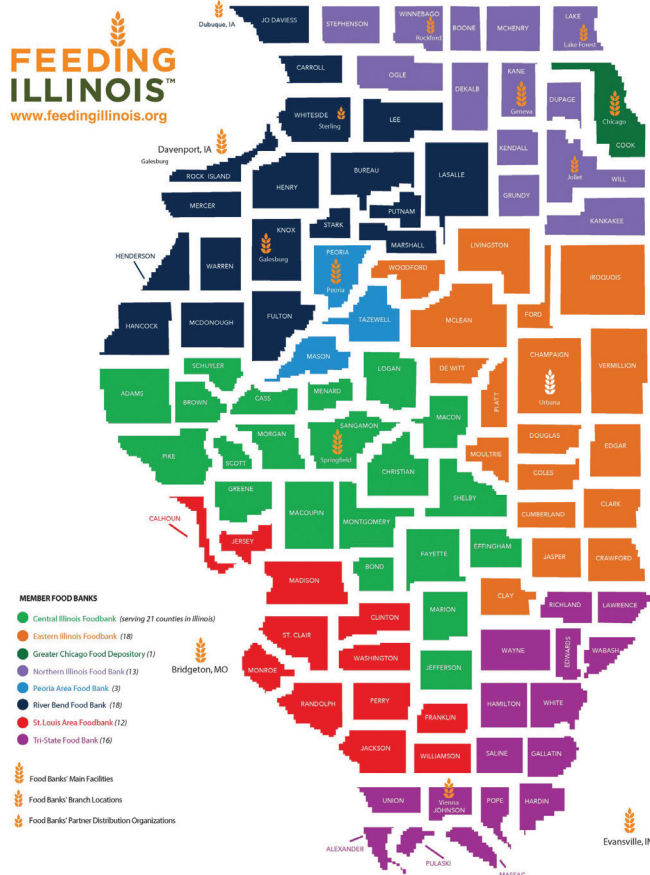 FEEDING
ILLINOIS™
www.feedingillinois.org
Dubuque, IA
JO DAVIESS
STEPHENSON
WINNEBAGO
Rockford
BOONE
MCHENRY
LAKE
Lake Forest
CARROLL
OGLE
DEKALB
KANE
Geneva
DUPAGE
Chicago
COOK
WHITESIDE
Sterling
LEE
KENDALL
Davenport, IA
Galesburg
ROCK ISLAND
HENRY
BUREAU
LASALLE
GRUNDY
Joliet
WILL
KANKAKEE
MERCER
PUTNAM
STARK
MARSHALL
KNOX
Galesburg
HENDERSON
WARREN
PEORIA
Peoria
WOODFORD
LIVINGSTON
IROQUOIS
FORD
HANCOCK
MCDONOUGH
FULTON
TAZEWELL
MCLEAN
MASON
SCHUYLER
LOGAN
DE WITT
CHAMPAIGN
Urbana
VERMILLION
ADAMS
BROWN
CASS
MENARD
PIATT
MACON
SANGAMON
Springfield
MORGAN
SCOTT
PIKE
CHRISTIAN
MOULTRIE
DOUGLAS
EDGAR
COLES
GREENE
MACOUPIN
MONTGOMERY
SHELBY
CUMBERLAND
CLARK
CALHOUN
JERSEY
BOND
FAYETTE
EFFINGHAM
JASPER
CRAWFORD
MADISON
CLAY
RICHLAND
LAWRENCE
MARION
CLINTON
ST. CLAIR
WASHINGTON
WAYNE
EDWARDS
WABASH
Bridgeton, MO
MONROE
JEFFERSON
RANDOLPH
PERRY
HAMILTON
WHITE
FRANKLIN
JACKSON
WILLIAMSON
SALINE
GALLATIN
UNION
Vienna
JOHNSON
POPE
HARDIN
ALEXANDER
PULASKI
MASSAC
Evansville, IN
MEMBER FOOD BANKS
Central Illinois Foodbank (serving 21 counties in Illinois)
Eastern Illinois Foodbank (18)
Greater Chicago Food Depository (1)
Northern Illinois Food Bank (13)
Peoria Area Food Bank (3)
River Bend Food Bank (18)
St. Louis Area Foodbank (12)
Tri-State Food Bank (16)
Food Banks' Main Facilities
Food Banks' Branch Locations
Food Banks' Partner Distribution Organizations